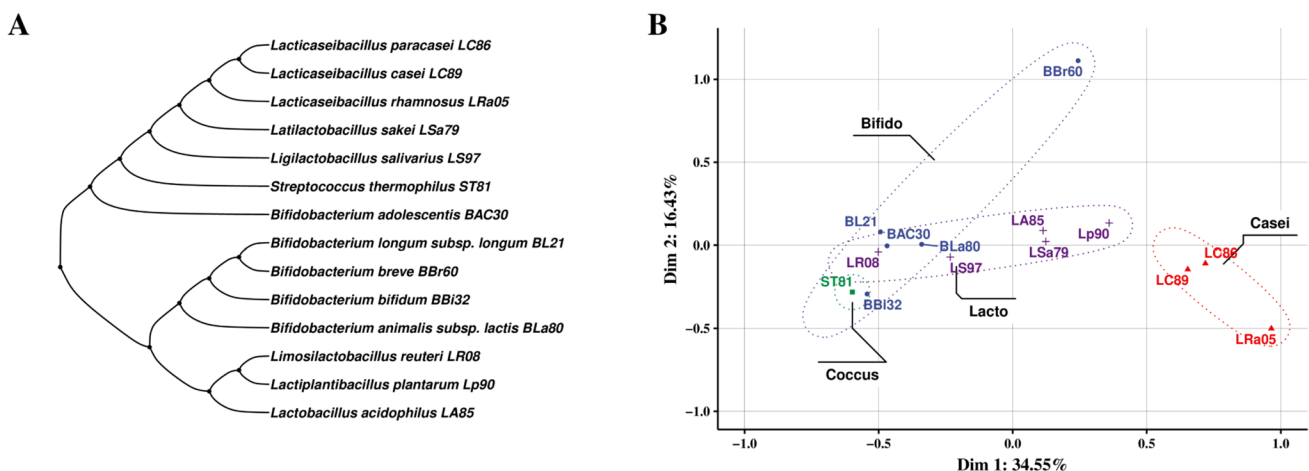 A
Lacticaseibacillus paracasei LC86
Lacticaseibacillus casei LC89
Lacticaseibacillus rhamnosus LRa05
Latilactobacillus sakei LSa79
Ligilactobacillus salivarius LS97
Streptococcus thermophilus ST81
Bifidobacterium adolescentis BAC30
Bifidobacterium longum subsp. longum BL21
Bifidobacterium breve BBr60
Bifidobacterium bifidum BBi32
Bifidobacterium animalis subsp. lactis BLa80
Limosilactobacillus reuteri LR08
Lactiplantibacillus plantarum Lp90
Lactobacillus acidophilus LA85
B
Dim 2: 16.43%
1.0
0.5
0.0
−0.5
−1.0
BBr60
Bifido
BL21
BAC30
BLa80
LA85
Lp90
LSa79
LR08
LS97
ST81
BBI32
Casei
LC86
LC89
LRa05
Lacto
Coccus
−1.0
−0.5
0.0
0.5
1.0
Dim 1: 34.55%